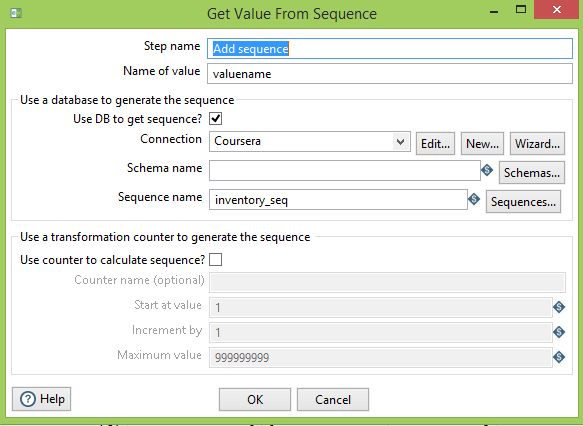 Get Value From Sequence
Step name Add sequence
Name of value valuename
Use a database to generate the sequence
Use DB to get sequence?
Connection Coursera Edit... New... Wizard...
Schema name Schemas...
Sequence name inventory_seq Sequences...
Use a transformation counter to generate the sequence
Use counter to calculate sequence?
Counter name (optional)
Start at value 1
Increment by 1
Maximum value 999999999
Help OK Cancel